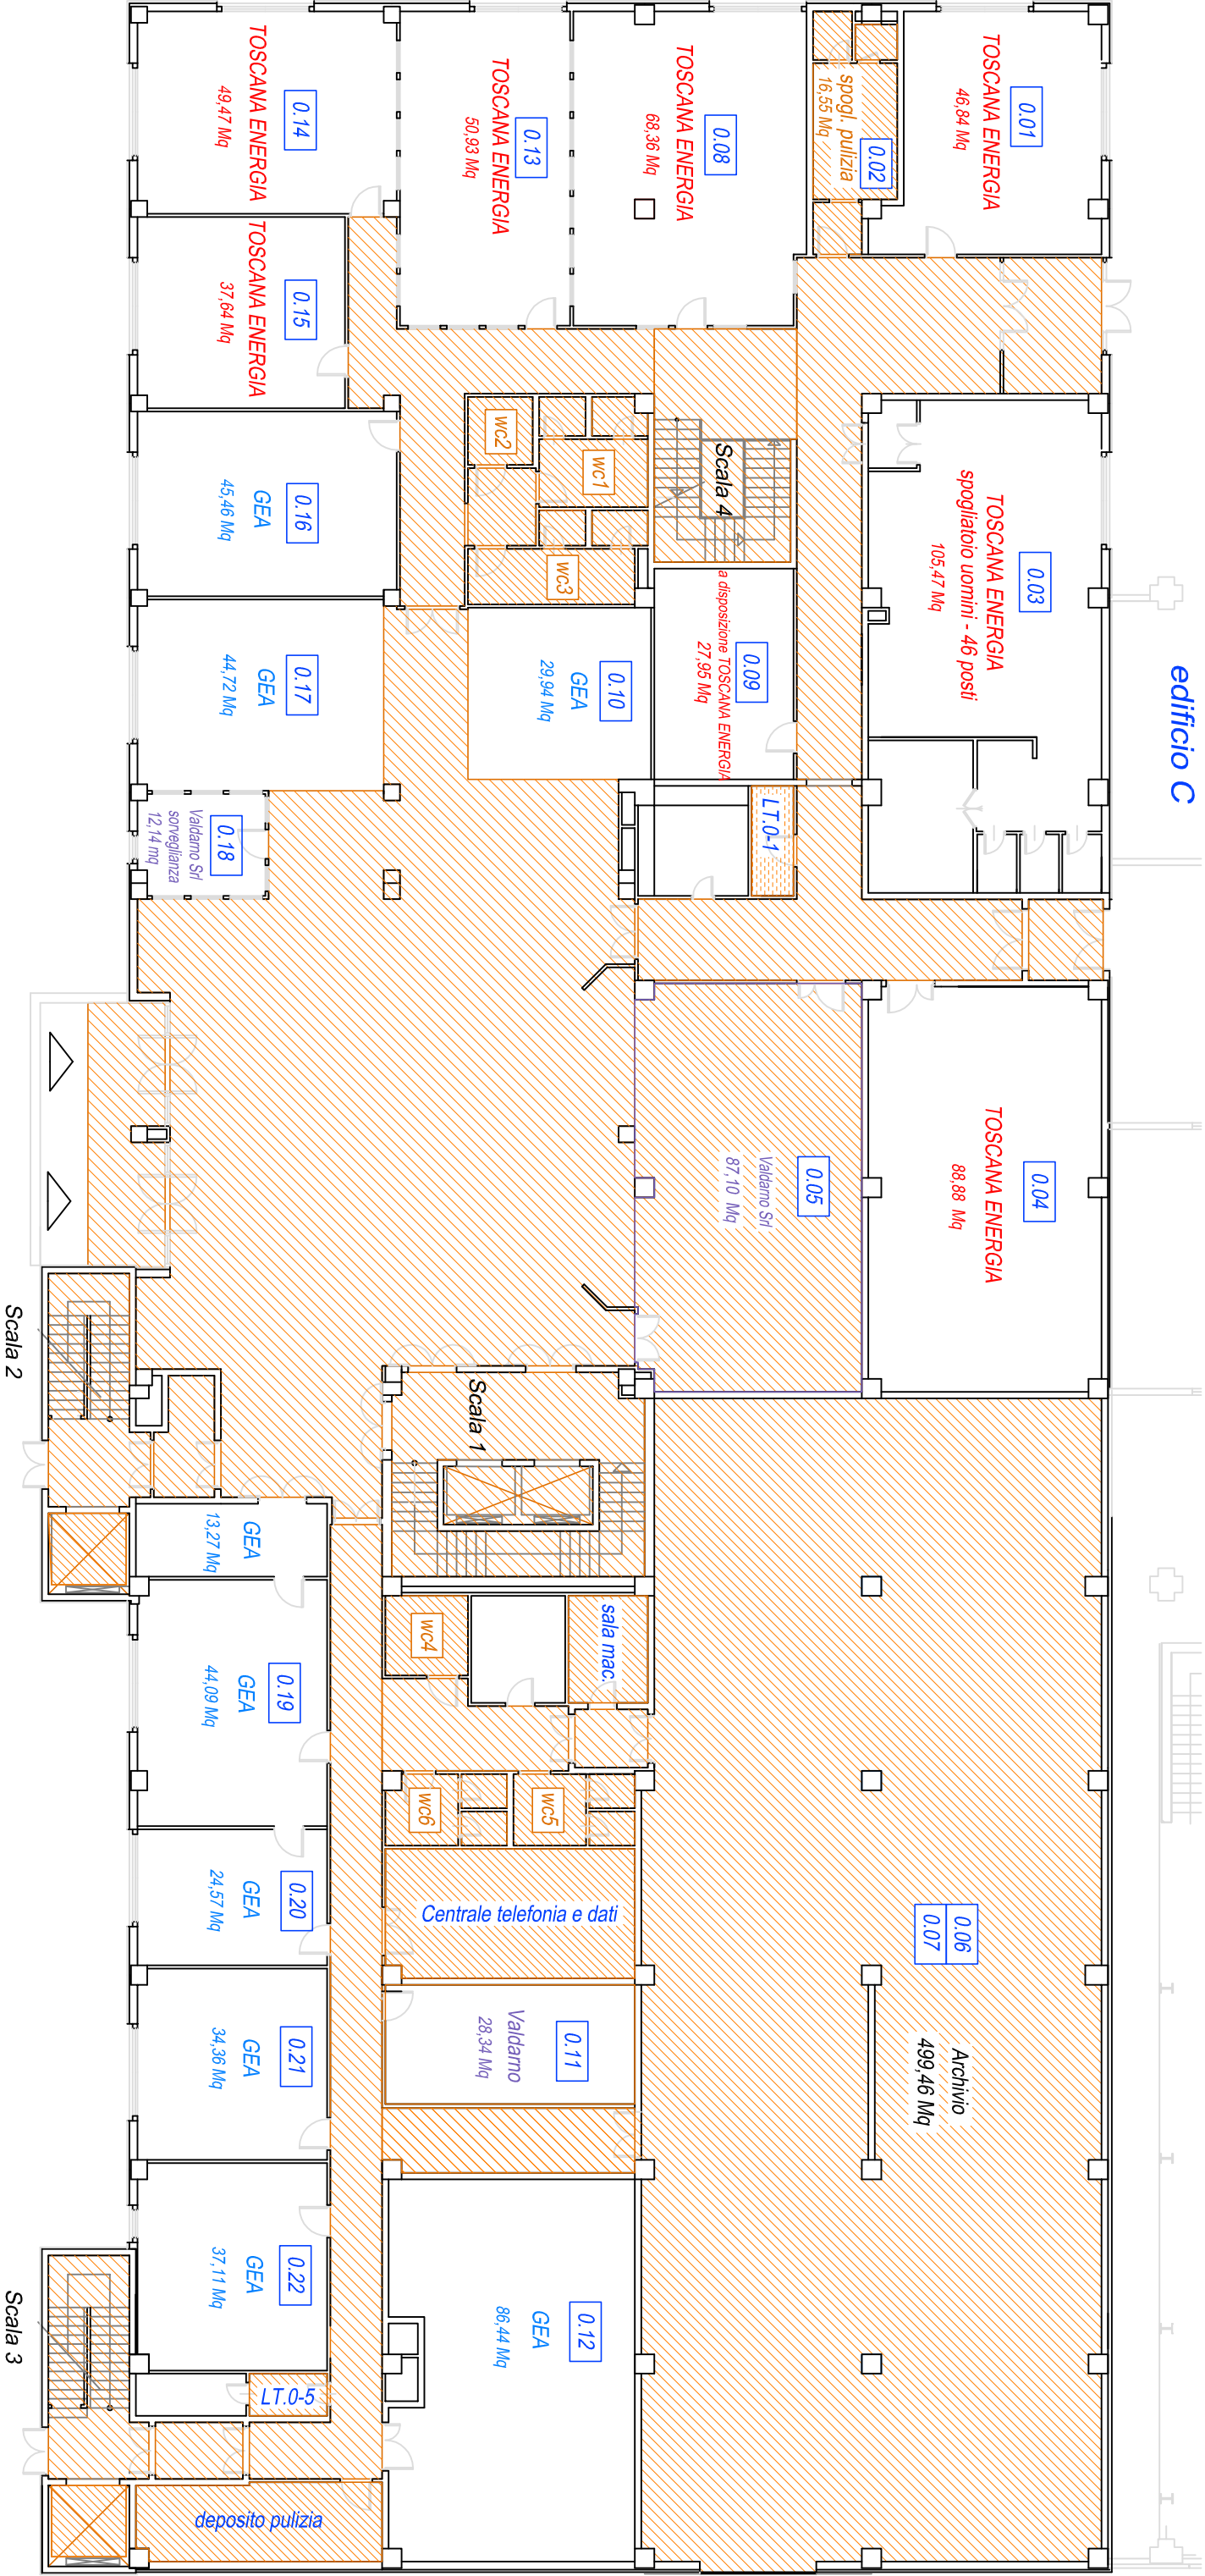 edificio C
0.01
TOSCANA ENERGIA
46,84 Mq
0.02
spogl. pulizia
16,55 Mq
0.08
TOSCANA ENERGIA
68,36 Mq
0.13
TOSCANA ENERGIA
50,93 Mq
0.14
TOSCANA ENERGIA
49,47 Mq
0.15
TOSCANA ENERGIA
37,64 Mq
0.03
TOSCANA ENERGIA
spogliatoio uomini - 46 posti
105,47 Mq
Scala 4
wc1
wc2
wc3
0.16
GEA
45,46 Mq
0.09
a disposizione TOSCANA ENERGIA
27,95 Mq
0.10
GEA
29,94 Mq
0.17
GEA
44,72 Mq
LT.0-1
0.18
Valdarno Srl
sorveglianza
12,14 mq
0.04
TOSCANA ENERGIA
88,88 Mq
0.05
Valdarno Srl
87,10 Mq
Scala 2
Scala 1
GEA
13,27 Mq
sala mac.
wc4
0.19
GEA
44,09 Mq
wc5
wc6
0.06
0.07
Archivio
499,46 Mq
Centrale telefonia e dati
0.20
GEA
24,57 Mq
0.11
Valdarno
28,34 Mq
0.21
GEA
34,36 Mq
0.12
GEA
86,44 Mq
0.22
GEA
37,11 Mq
LT.0-5
Scala 3
deposito pulizia